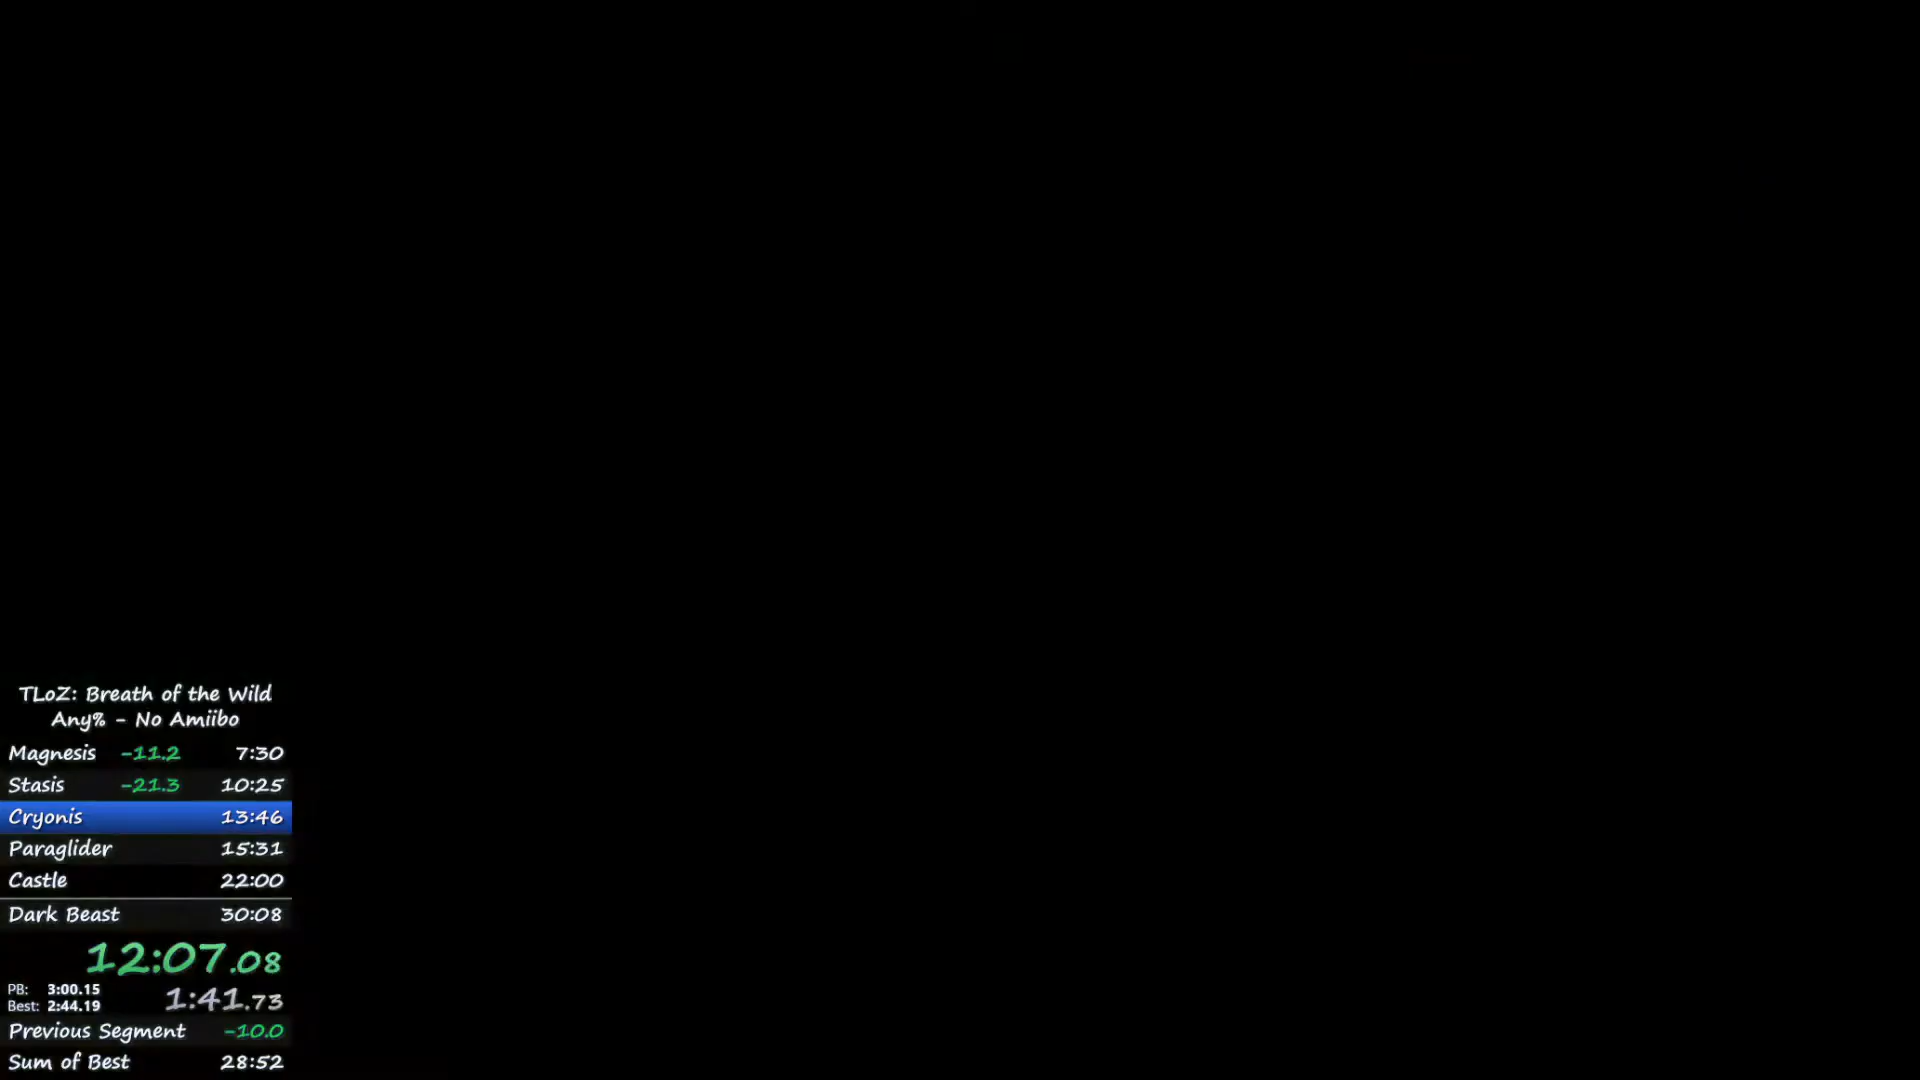 TLoZ: Breath of the Wild
Any% - No Amiibo
Magnesis -11.2 7:30
Stasis -21.3 10:25
Cryonis 13:46
Paraglider 15:31
Castle 22:00
Dark Beast 30:08
12:07.08
PB: 3:00.15
Best: 2:44.19
1:41.73
Previous Segment -10.0
Sum of Best 28:52